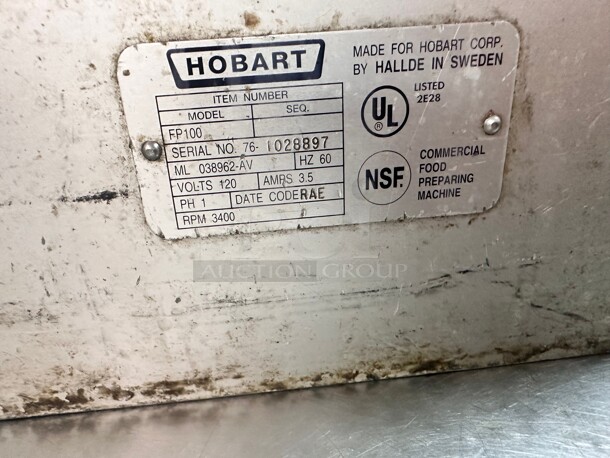 HOBART
ITEM NUMBER
MODEL SEQ.
FP100
SERIAL NO. 76- 1028897
ML 038962-AV HZ 60
VOLTS 120 AMPS 3.5
PH 1 DATE CODE RAE
RPM 3400
MADE FOR HOBART CORP.
BY HALLDE IN SWEDEN
UL
®
LISTED
2E28
NSF.
COMMERCIAL
FOOD
PREPARING
MACHINE
AUCTION GROUP